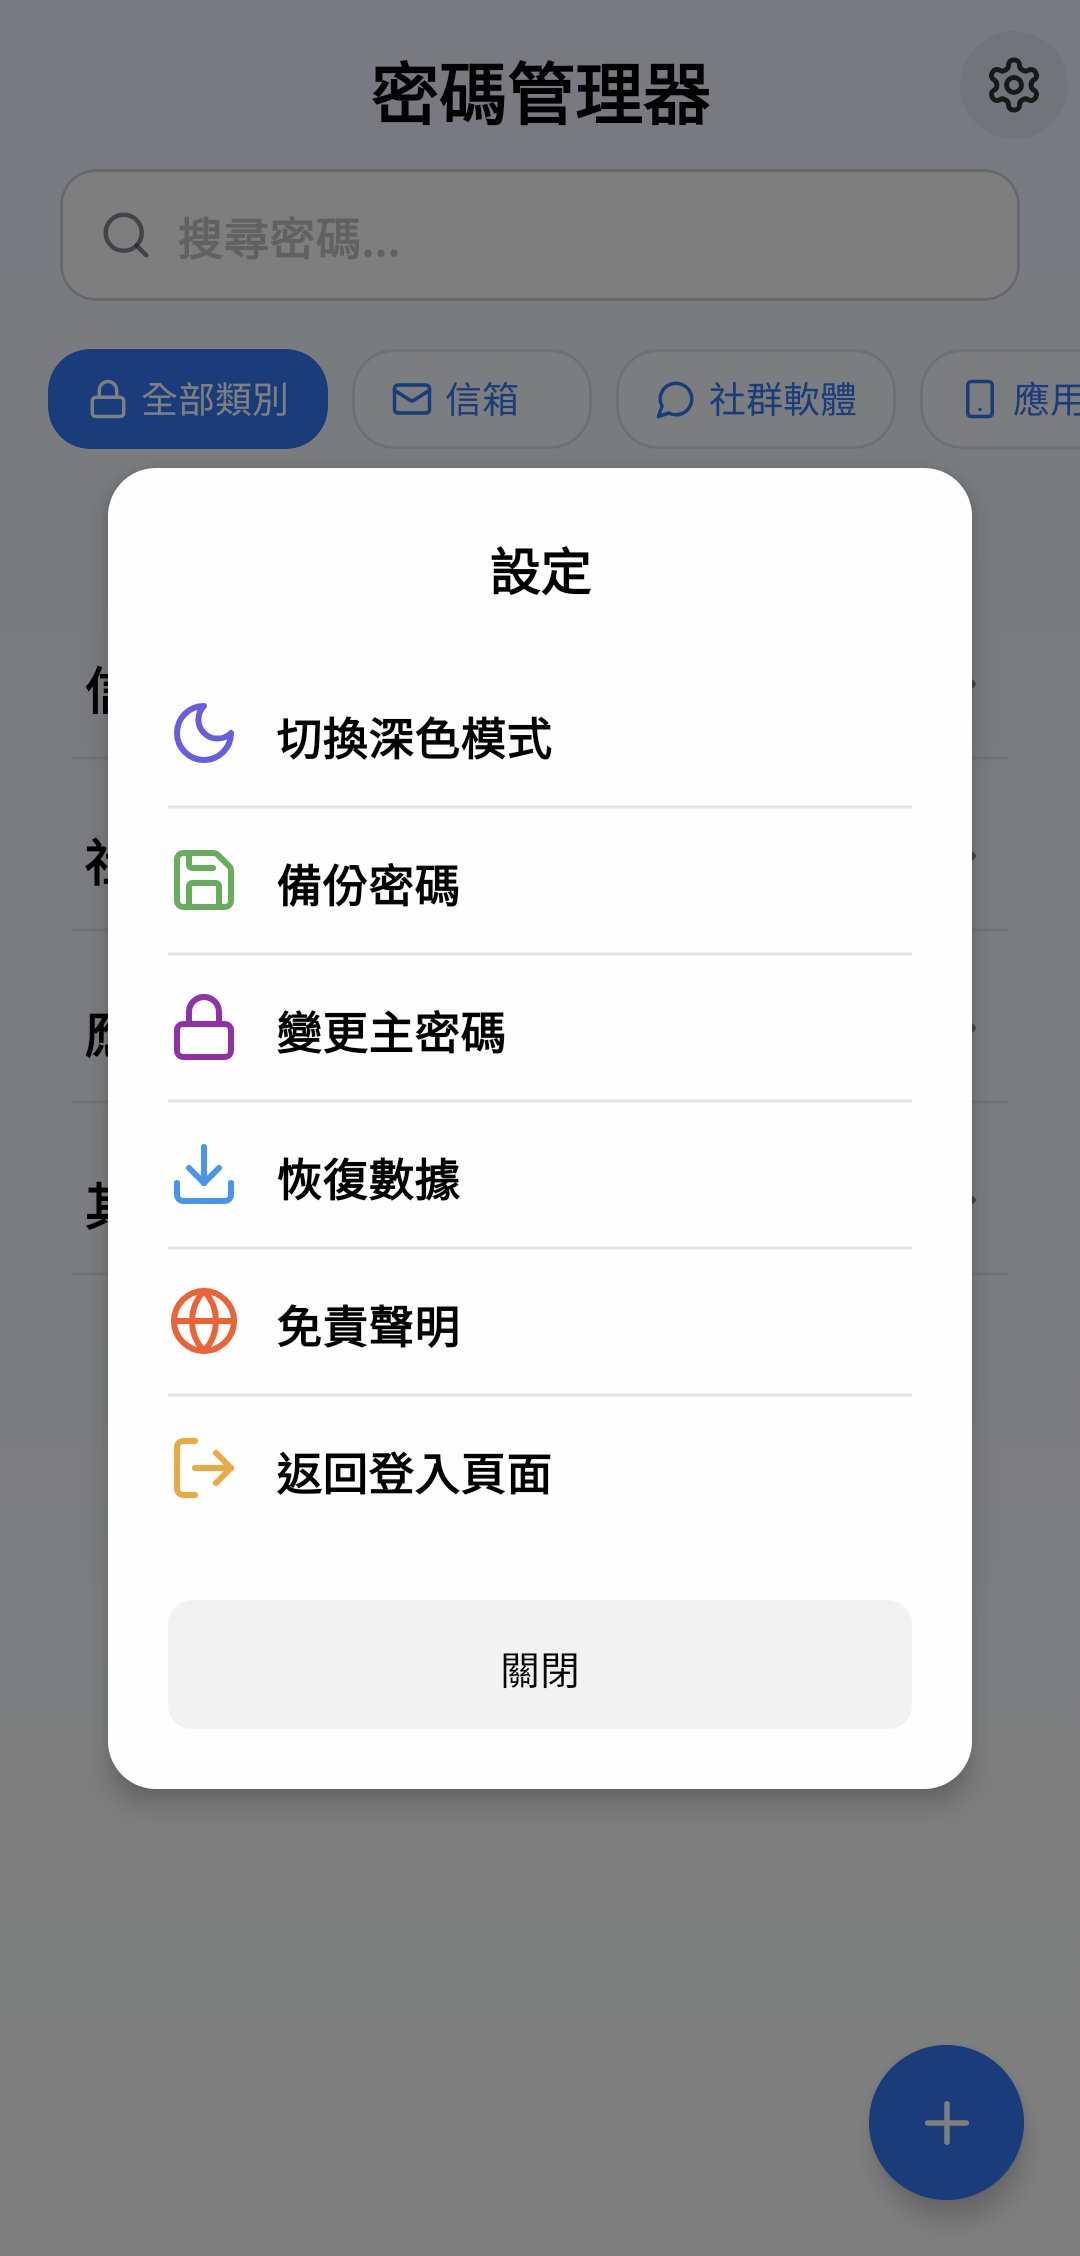 密碼管理器
搜尋密碼...
全部類別 信箱 社群軟體 應用
設定
切換深色模式
備份密碼
變更主密碼
恢復數據
免責聲明
返回登入頁面
關閉